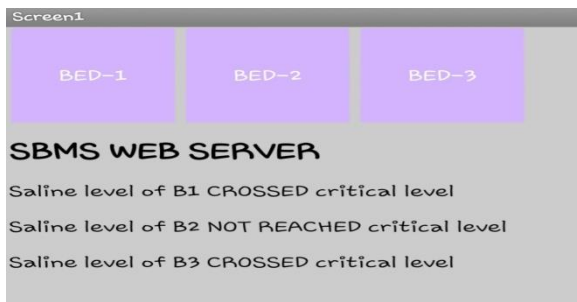 Screen1
BED-1 BED-2 BED-3
SBMS WEB SERVER
Saline level of B1 CROSSED critical level
Saline level of B2 NOT REACHED critical level
Saline level of B3 CROSSED critical level